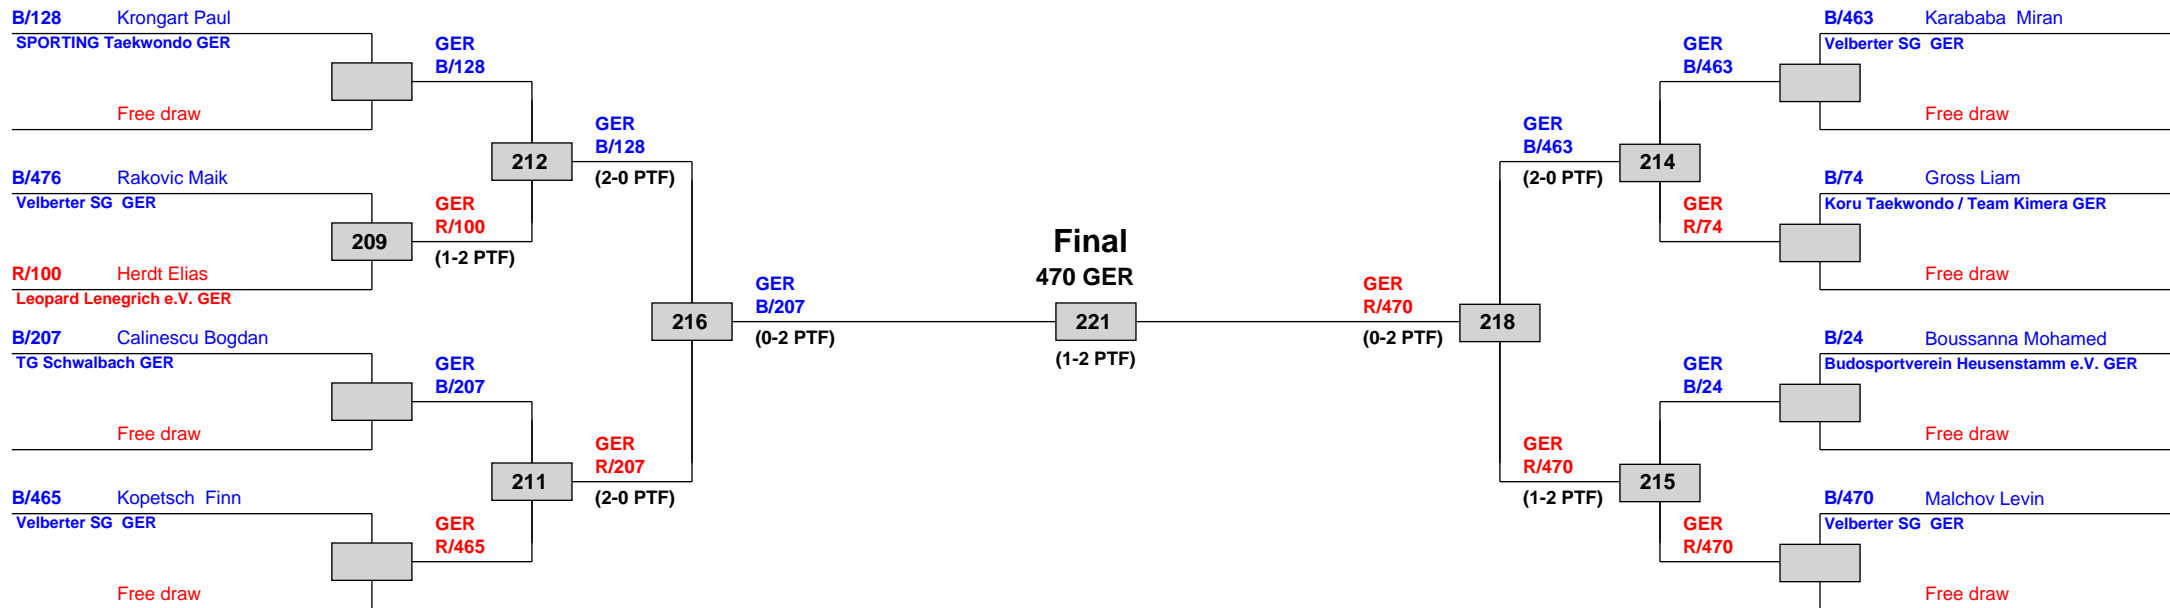 B/128 Krongart Paul
SPORTING Taekwondo GER
Free draw
B/476 Rakovic Maik
Velberter SG GER
209
R/100 Herdt Elias
Leopard Lenegrich e.V. GER
B/207 Calinescu Bogdan
TG Schwalbach GER
Free draw
B/465 Kopetsch Finn
Velberter SG GER
Free draw
GER
B/128
GER
R/100
(1-2 PTF)
GER
B/207
GER
R/465
212
211
GER
B/128
(2-0 PTF)
GER
R/207
(2-0 PTF)
216
GER
B/207
(0-2 PTF)
Final
470 GER
221
(1-2 PTF)
GER
R/470
(0-2 PTF)
218
GER
B/463
(2-0 PTF)
GER
R/470
(1-2 PTF)
214
215
GER
B/463
GER
R/74
GER
B/24
GER
R/470
B/463 Karababa Miran
Velberter SG GER
Free draw
B/74 Gross Liam
Koru Taekwondo / Team Kimera GER
Free draw
B/24 Boussanna Mohamed
Budosportverein Heusenstamm e.V. GER
Free draw
B/470 Malchov Levin
Velberter SG GER
Free draw